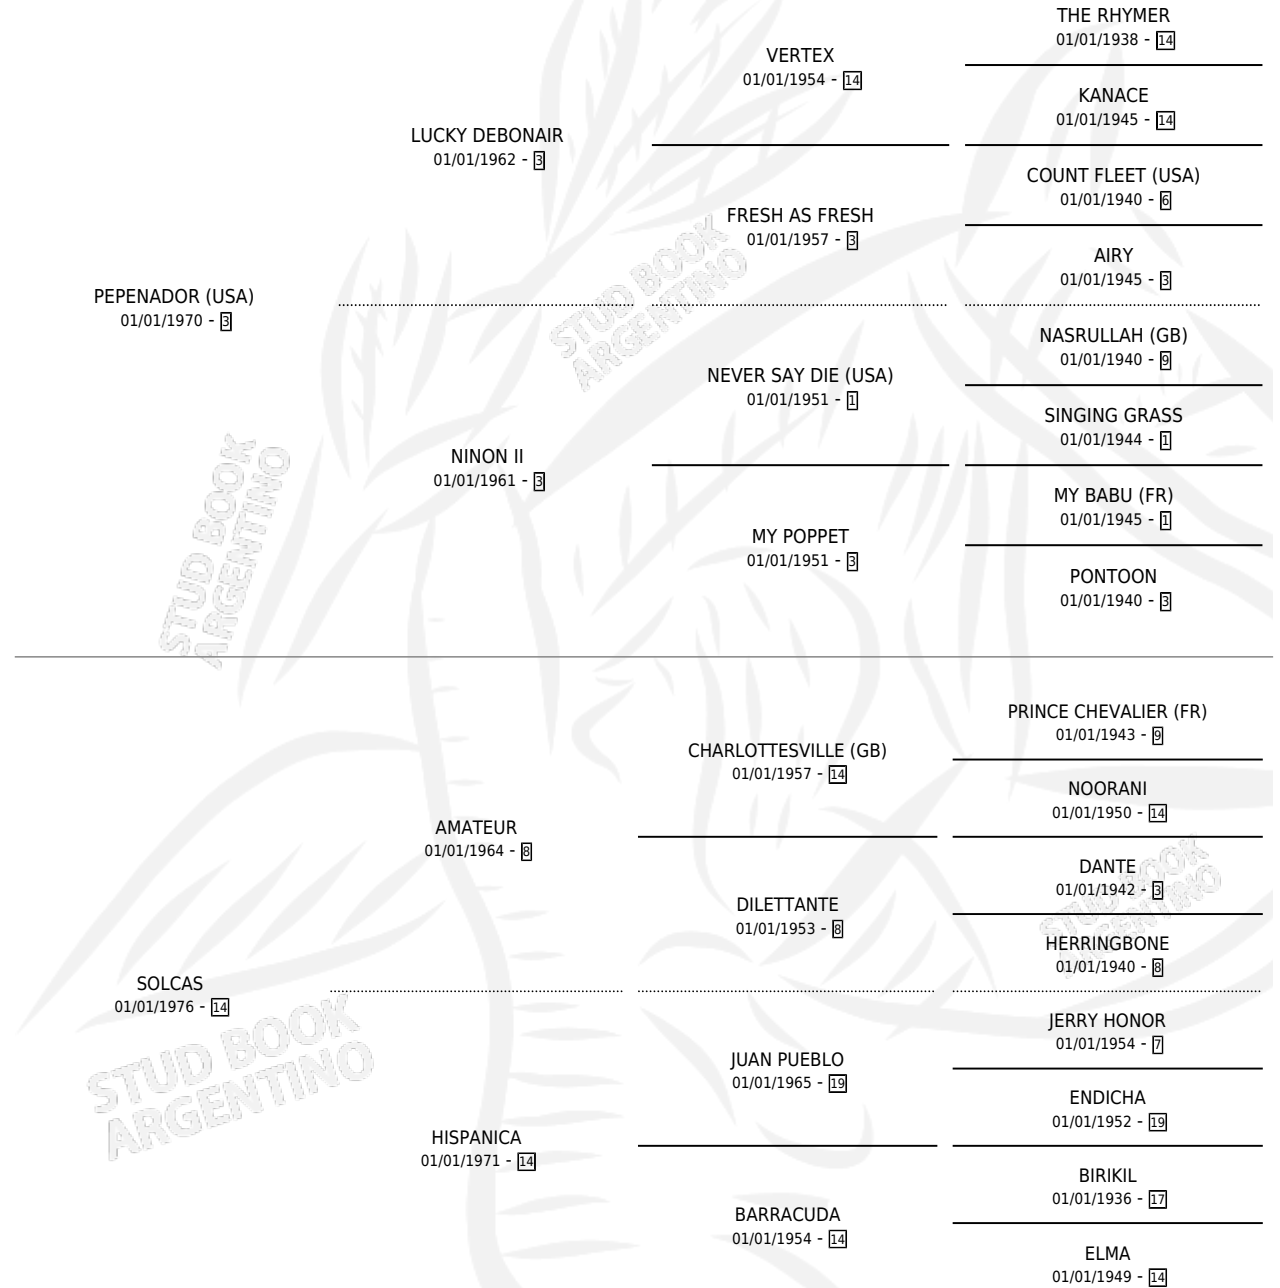 THE RHYMER
01/01/1938 - 14
VERTEX
01/01/1954 - 14
KANACE
01/01/1945 - 14
LUCKY DEBONAIR
01/01/1962 - 3
COUNT FLEET (USA)
01/01/1940 - 6
FRESH AS FRESH
01/01/1957 - 3
AIRY
01/01/1945 - 3
PEPENADOR (USA)
01/01/1970 - 3
STUD BOOK
ARGENTINO
NASRULLAH (GB)
01/01/1940 - 9
NEVER SAY DIE (USA)
01/01/1951 - 1
SINGING GRASS
01/01/1944 - 1
NINON II
01/01/1961 - 3
MY BABU (FR)
01/01/1945 - 1
MY POPPET
01/01/1951 - 3
PONTOON
01/01/1940 - 3
STUD BOOK
ARGENTINO
PRINCE CHEVALIER (FR)
01/01/1943 - 9
CHARLOTTESVILLE (GB)
01/01/1957 - 14
NOORANI
01/01/1950 - 14
AMATEUR
01/01/1964 - 8
DANTE
01/01/1942 - 3
STUD BOOK
ARGENTINO
DILETTANTE
01/01/1953 - 8
HERRINGBONE
01/01/1940 - 8
SOLCAS
01/01/1976 - 14
JERRY HONOR
01/01/1954 - 7
JUAN PUEBLO
01/01/1965 - 19
STUD BOOK
ARGENTINO
ENDICHA
01/01/1952 - 19
HISPANICA
01/01/1971 - 14
BIRIKIL
01/01/1936 - 17
BARRACUDA
01/01/1954 - 14
ELMA
01/01/1949 - 14